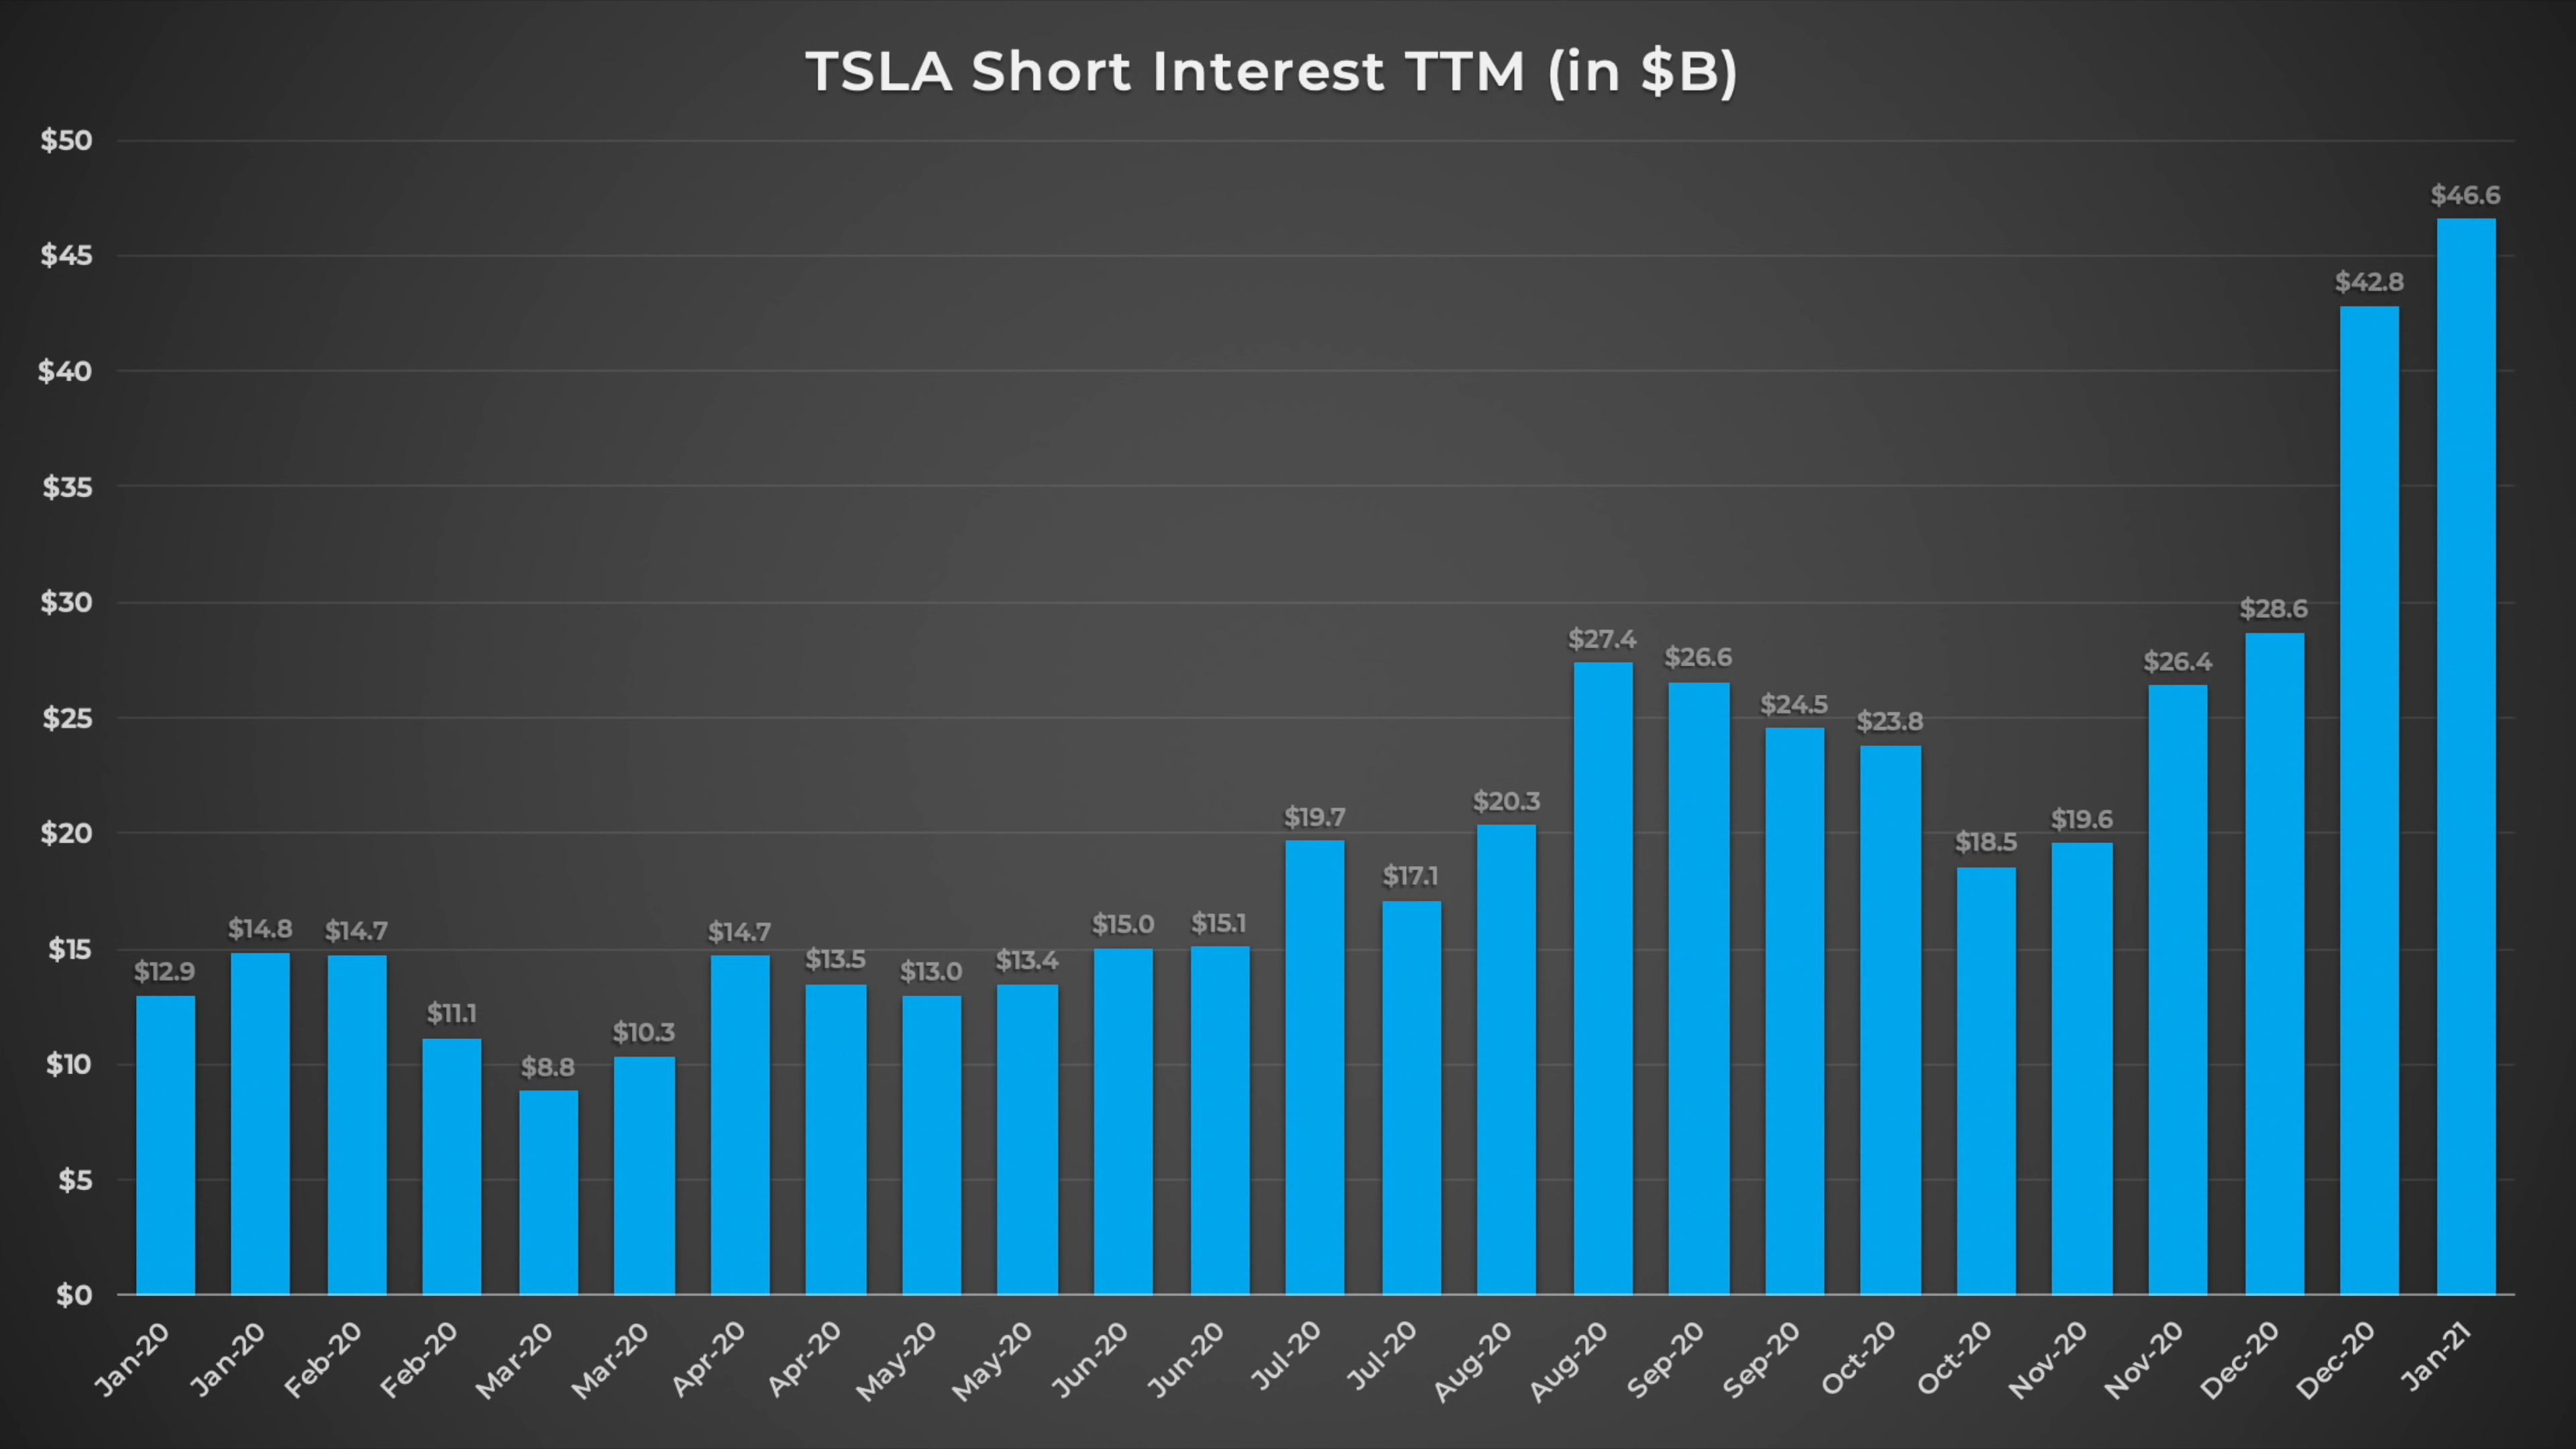 TSLA Short Interest TTM (in $B)
$50
$45
$40
$35
$30
$25
$20
$15
$10
$5
$0
$12.9
$14.8
$14.7
$11.1
$8.8
$10.3
$14.7
$13.5
$13.0
$13.4
$15.0
$15.1
$19.7
$17.1
$20.3
$27.4
$26.6
$24.5
$23.8
$18.5
$19.6
$26.4
$28.6
$42.8
$46.6
Jan-20
Jan-20
Feb-20
Feb-20
Mar-20
Mar-20
Apr-20
Apr-20
May-20
May-20
Jun-20
Jun-20
Jul-20
Jul-20
Aug-20
Aug-20
Sep-20
Sep-20
Oct-20
Oct-20
Nov-20
Nov-20
Dec-20
Dec-20
Jan-21